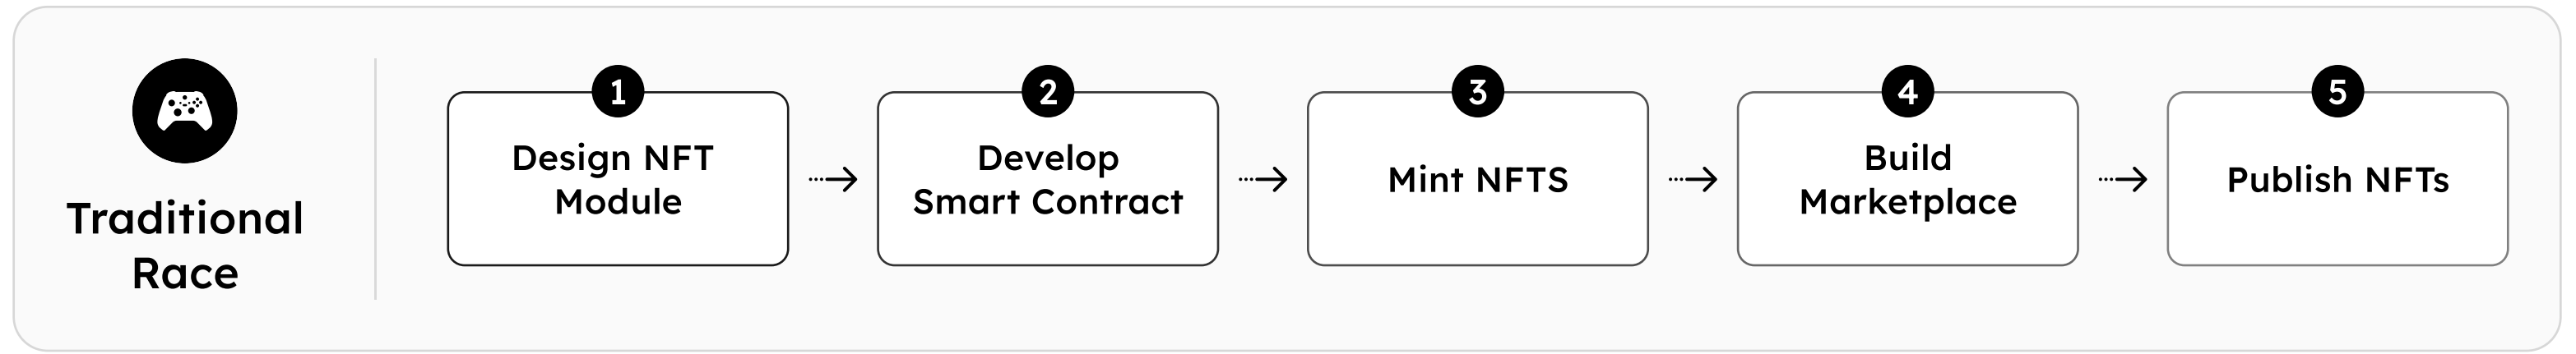 Traditional
Race
1
Design NFT
Module
2
Develop
Smart Contract
3
Mint NFTS
4
Build
Marketplace
5
Publish NFTs